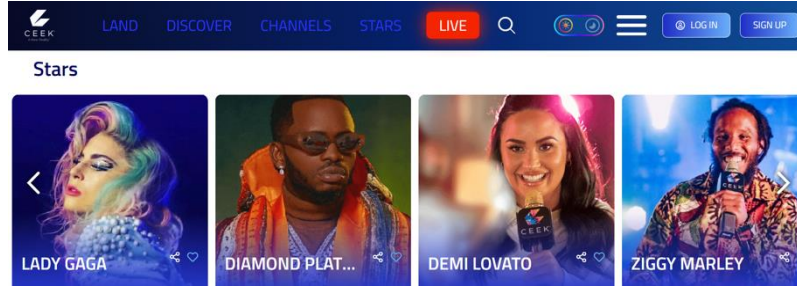 CEEK
LAND DISCOVER CHANNELS STARS LIVE LOG IN SIGN UP
Stars
CEEK
CEEK
LADY GAGA DIAMOND PLAT... DEMI LOVATO ZIGGY MARLEY